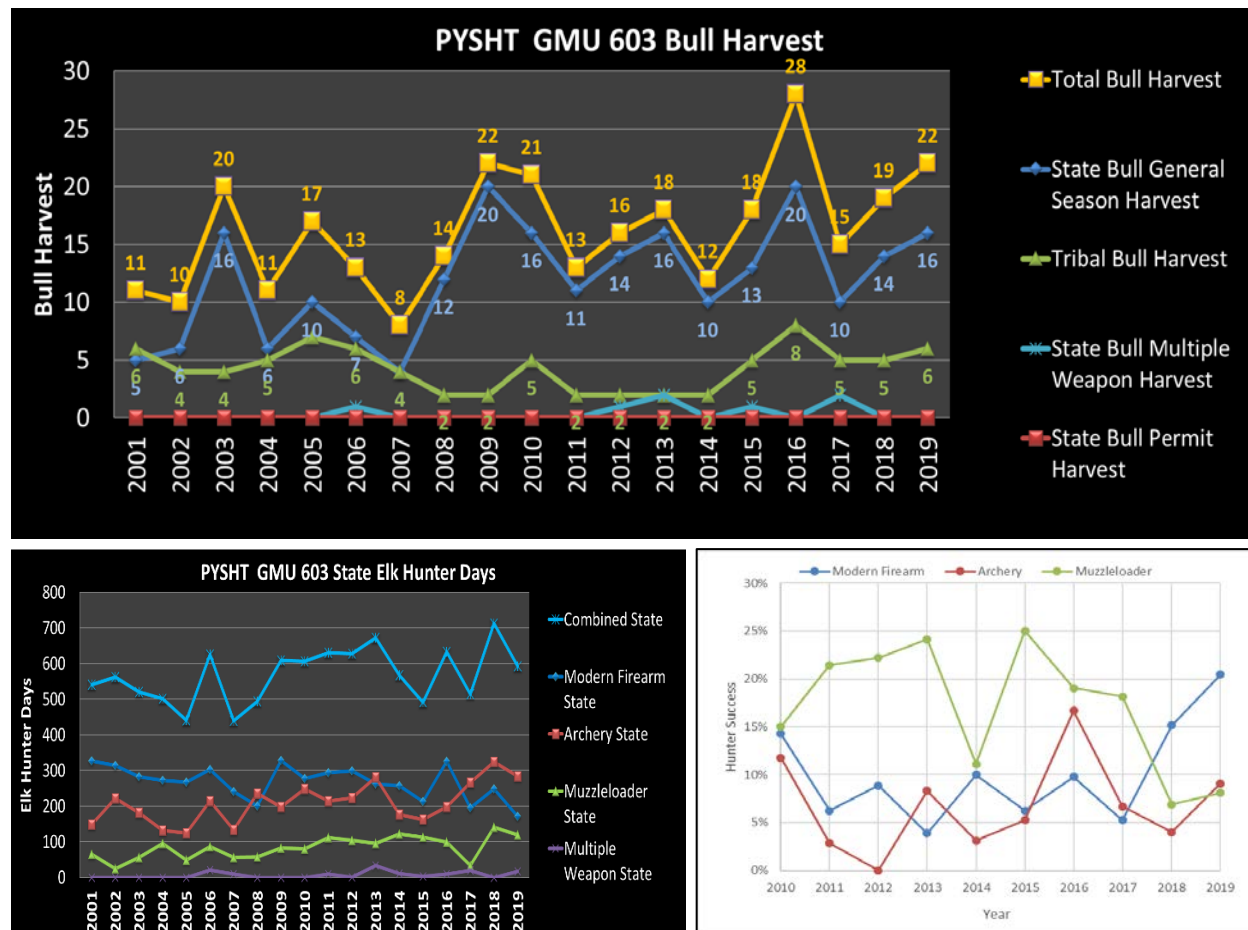 PYSHT GMU 603 Bull Harvest
30
25
20
15
10
5
0
Bull Harvest
11 10 20 11 17 13 8 14 22 21 13 16 18 12 18 28 15 19 22
5 6 16 6 10 7 12 20 16 11 14 16 10 13 20 10 14 16
6 4 4 5 6 4 2 2 5 2 2 2 2 5 8 5 5 6
2001 2002 2003 2004 2005 2006 2007 2008 2009 2010 2011 2012 2013 2014 2015 2016 2017 2018 2019
Total Bull Harvest
State Bull General
Season Harvest
Tribal Bull Harvest
State Bull Multiple
Weapon Harvest
State Bull Permit
Harvest
PYSHT GMU 603 State Elk Hunter Days
800
700
600
500
400
300
200
100
0
Elk Hunter Days
2001 2002 2003 2004 2005 2006 2007 2008 2009 2010 2011 2012 2013 2014 2015 2016 2017 2018 2019
Combined State
Modern Firearm
State
Archery State
Muzzleloader
State
Multiple
Weapon State
Modern Firearm Archery Muzzleloader
30%
25%
20%
15%
10%
5%
0%
Hunter Success
2010 2011 2012 2013 2014 2015 2016 2017 2018 2019
Year